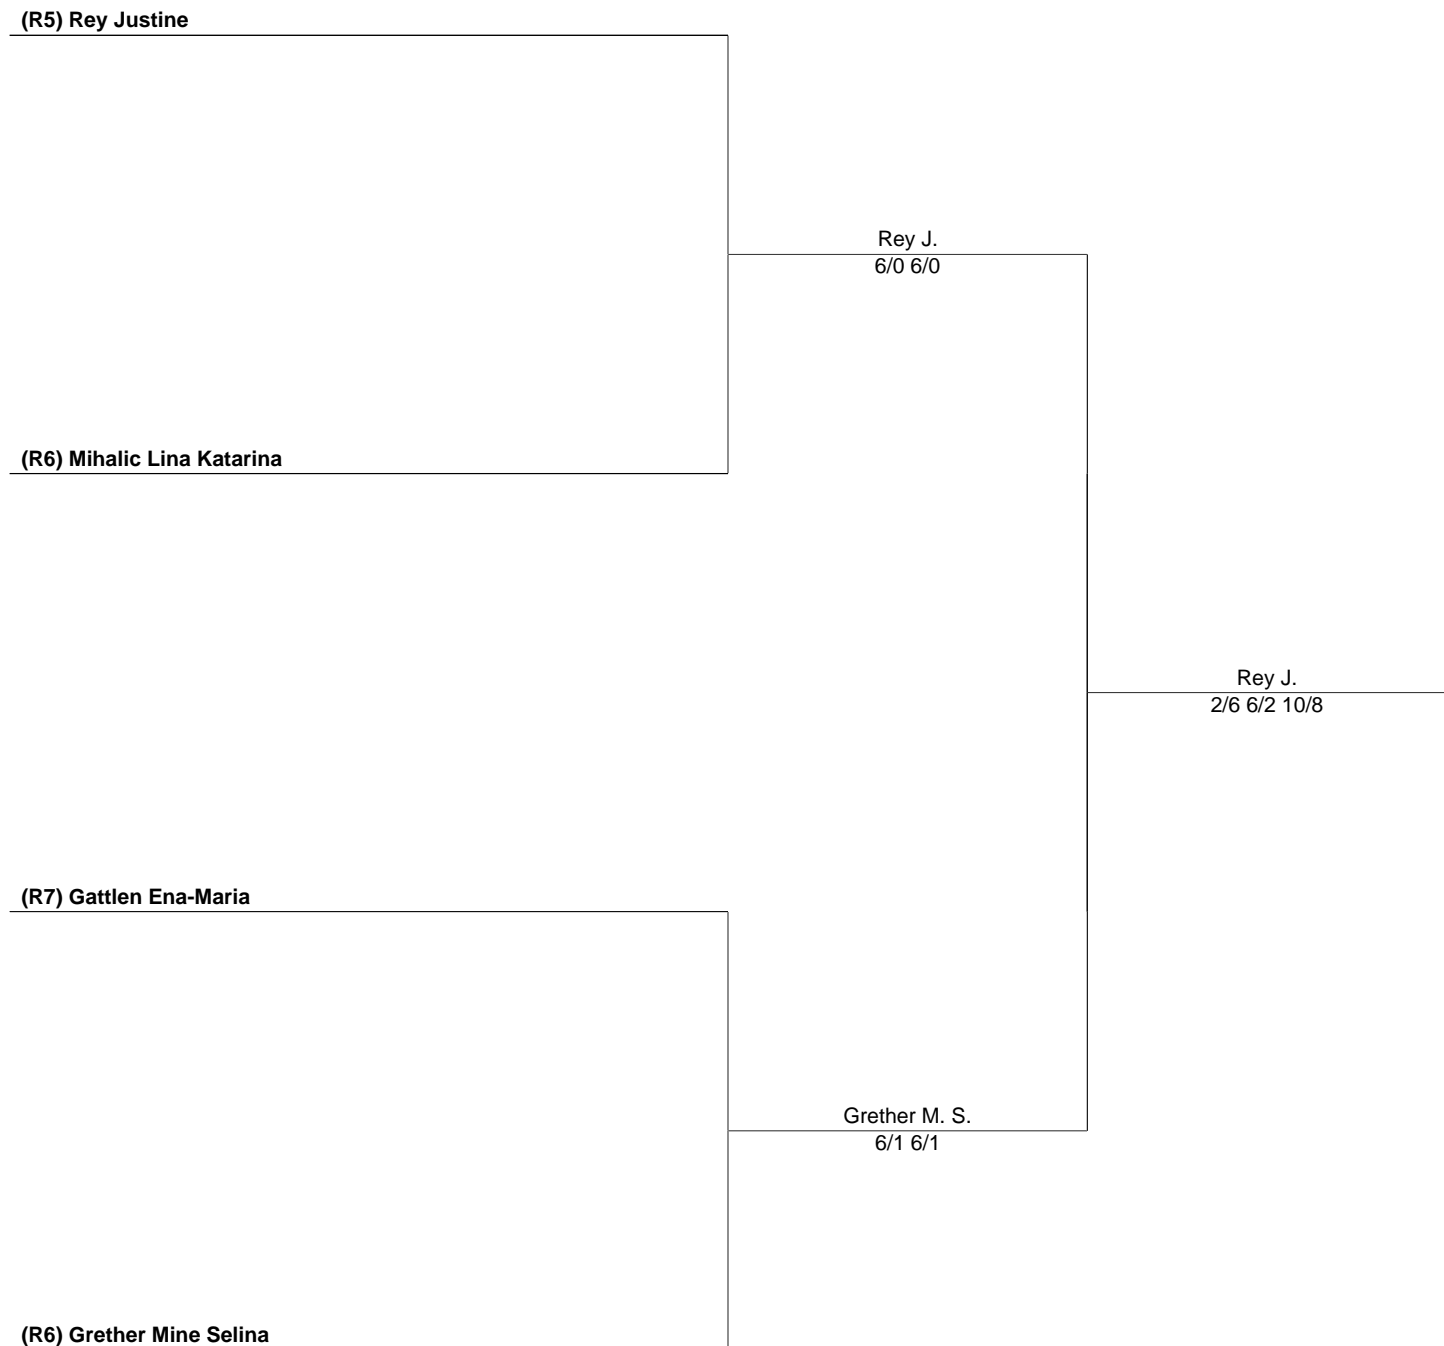 (R5) Rey Justine
Rey J.
6/0 6/0
(R6) Mihalic Lina Katarina
Rey J.
2/6 6/2 10/8
(R7) Gattlen Ena-Maria
Grether M. S.
6/1 6/1
(R6) Grether Mine Selina